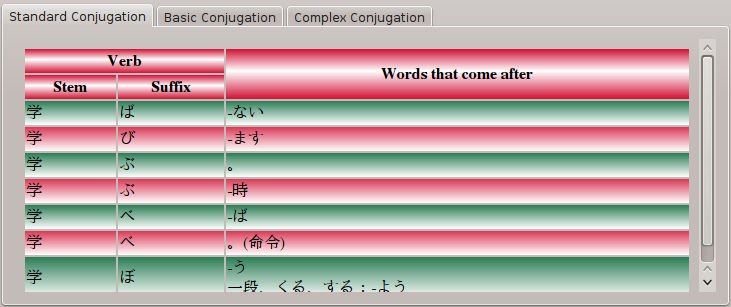 Standard Conjugation Basic Conjugation Complex Conjugation
Verb Words that come after
Stem Suffix
学 ば -ない
学 び -ます
学 ぶ 。
学 ぶ -時
学 べ -ば
学 べ 。(命令)
学 ぼ -う
一段、くる、する：-よう